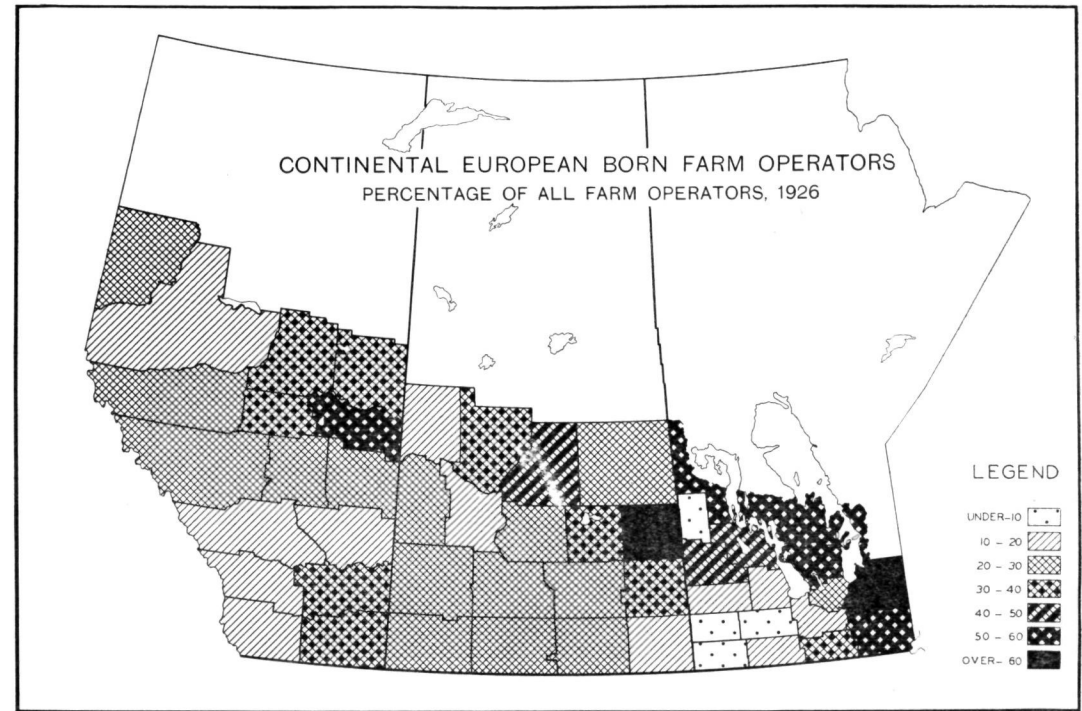 CONTINENTAL EUROPEAN BORN FARM OPERATORS
PERCENTAGE OF ALL FARM OPERATORS, 1926
LEGEND
UNDER-10
10 - 20
20 - 30
30 - 40
40 - 50
50 - 60
OVER- 60